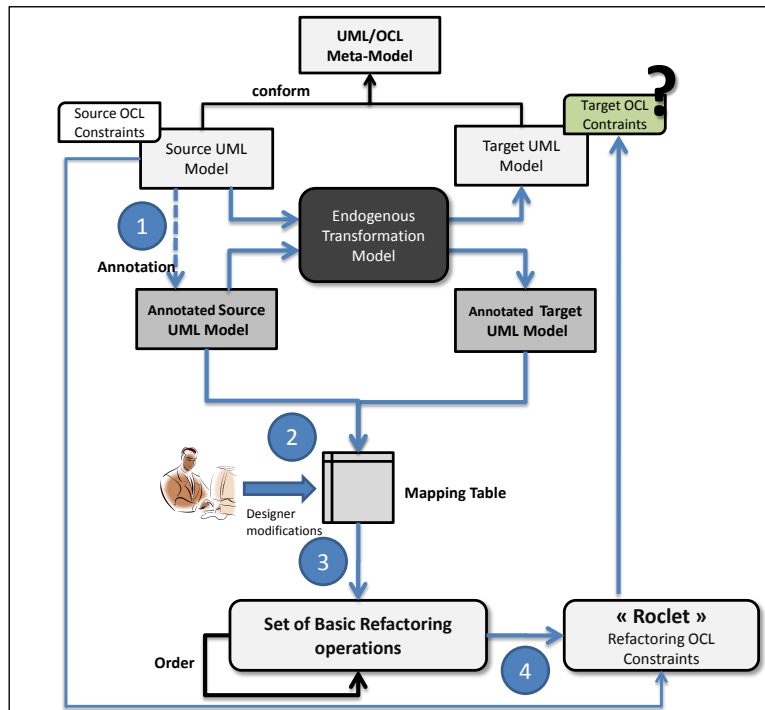 UML/OCL
Meta-Model
?
conform
Source OCL
Constraints
Target OCL
Contraints
Source UML
Model
Target UML
Model
Endogenous
Transformation
Model
1
Annotation
Annotated Source
UML Model
Annotated Target
UML Model
2
Mapping Table
Designer
modifications
3
Set of Basic Refactoring
operations
« Roclet »
Refactoring OCL
Constraints
Order
4